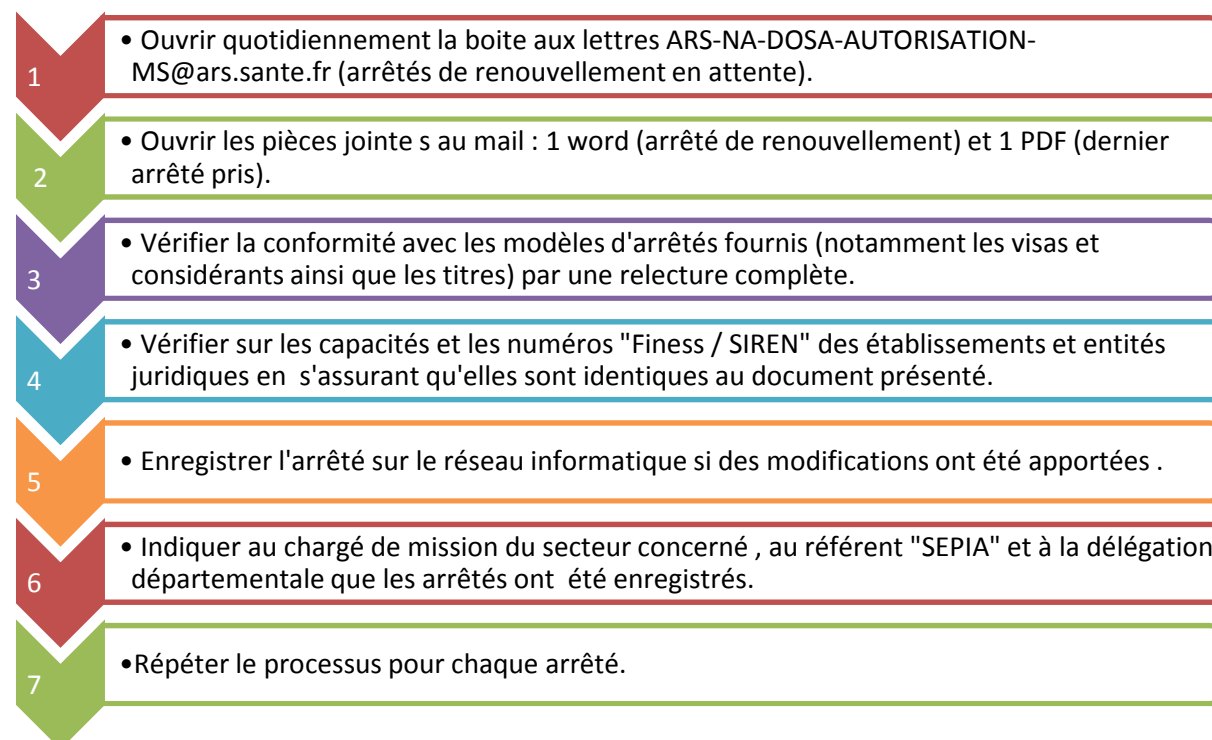 1
• Ouvrir quotidiennement la boite aux lettres ARS-NA-DOSA-AUTORISATION-
MS@ars.sante.fr (arrêtés de renouvellement en attente).
2
• Ouvrir les pièces jointe s au mail : 1 word (arrêté de renouvellement) et 1 PDF (dernier
arrêté pris).
3
• Vérifier la conformité avec les modèles d'arrêtés fournis (notamment les visas et
considérants ainsi que les titres) par une relecture complète.
4
• Vérifier sur les capacités et les numéros "Finess / SIREN" des établissements et entités
juridiques en s'assurant qu'elles sont identiques au document présenté.
5
• Enregistrer l'arrêté sur le réseau informatique si des modifications ont été apportées .
6
• Indiquer au chargé de mission du secteur concerné , au référent "SEPIA" et à la délégation
départementale que les arrêtés ont été enregistrés.
7
•Répéter le processus pour chaque arrêté.